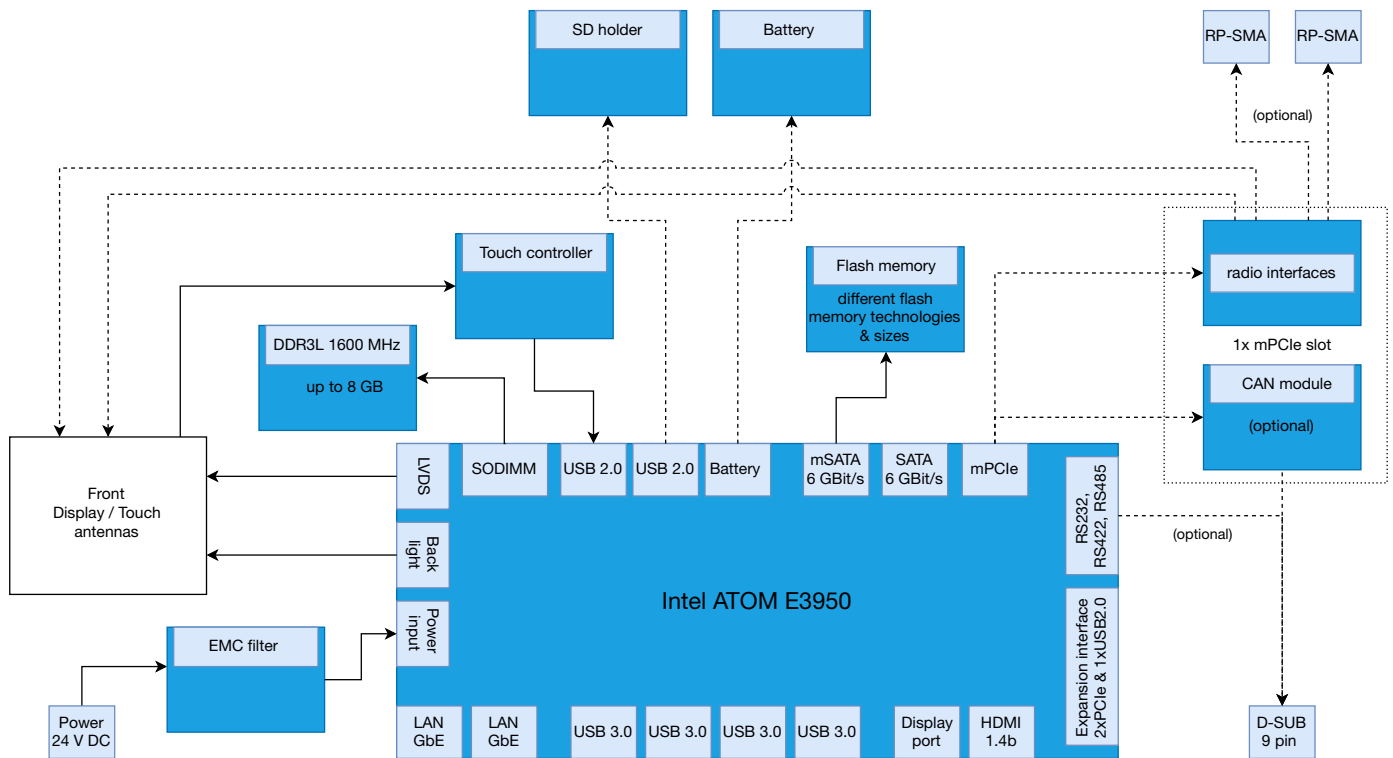 SD holder
Battery
RP-SMA
RP-SMA
(optional)
Touch controller
Flash memory
different flash
memory technologies
& sizes
radio interfaces
1x mPCIe slot
DDR3L 1600 MHz
up to 8 GB
CAN module
(optional)
Front
Display / Touch
antennas
LVDS
SODIMM
USB 2.0
USB 2.0
Battery
mSATA
6 GBit/s
SATA
6 GBit/s
mPCIe
RS232,
RS422, RS485
(optional)
Back
light
Intel ATOM E3950
Power
input
EMC filter
Expansion interface
2xPCIe & 1xUSB2.0
Power
24 V DC
LAN
GbE
LAN
GbE
USB 3.0
USB 3.0
USB 3.0
USB 3.0
Display
port
HDMI
1.4b
D-SUB
9 pin